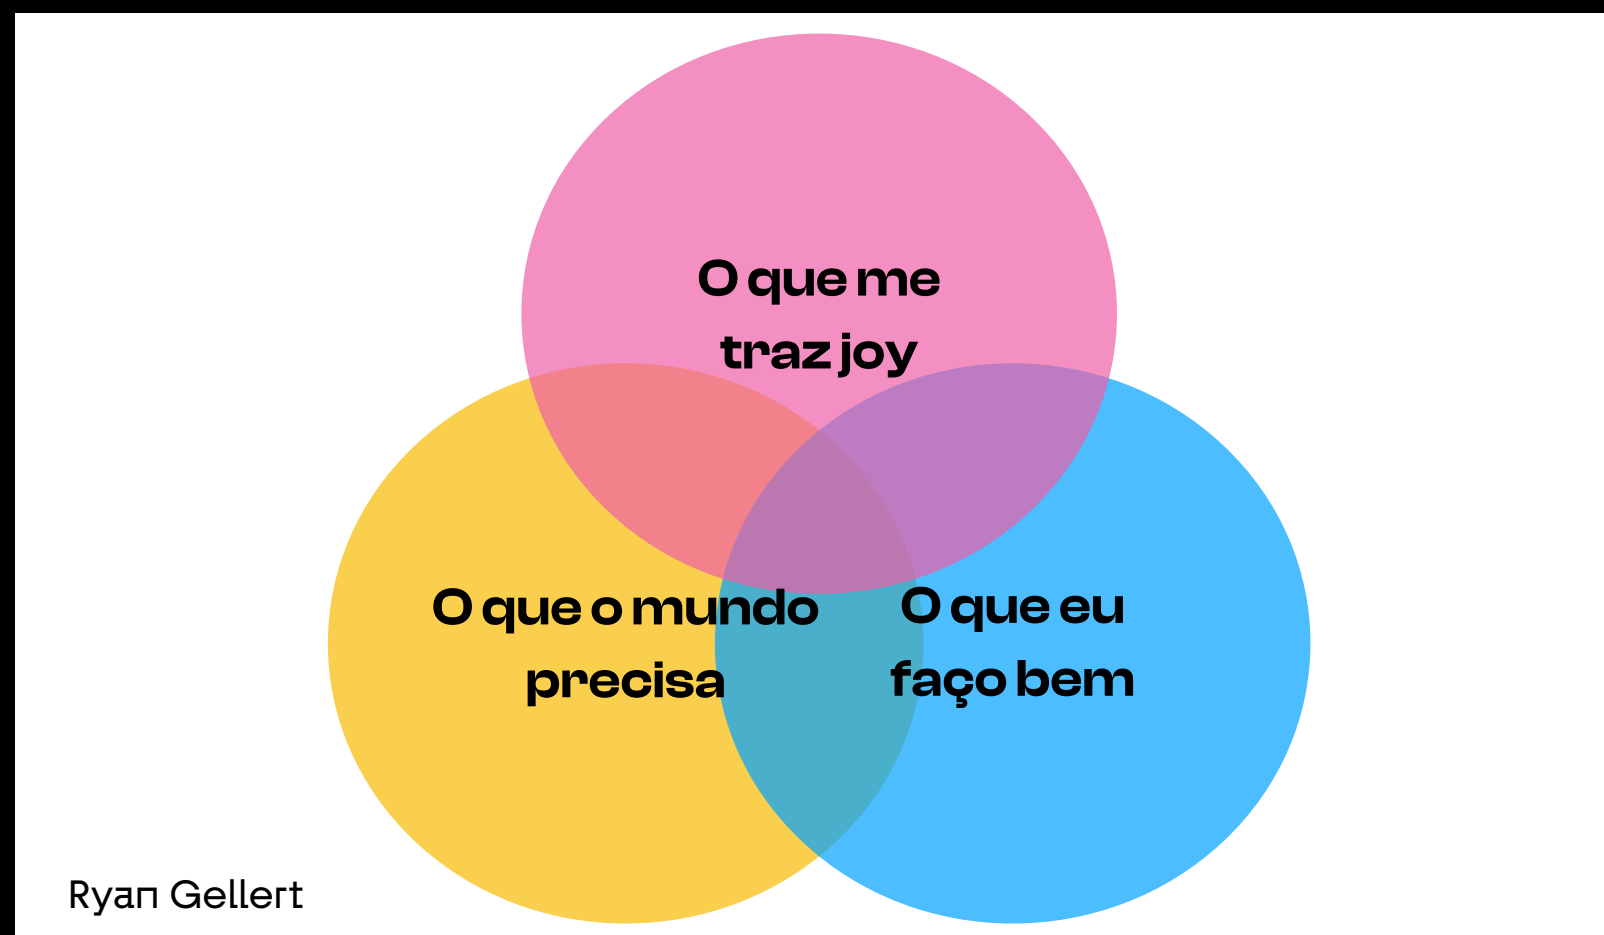 O que me
traz joy
O que o mundo
precisa
O que eu
faço bem
Ryan Gellert